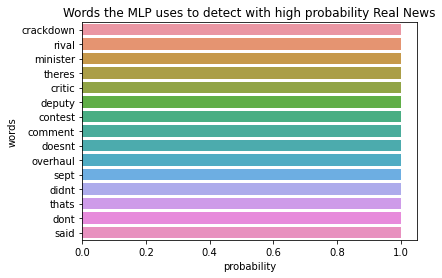 Words the MLP uses to detect with high probability Real News
words
crackdown
rival
minister
theres
critic
deputy
contest
comment
doesnt
overhaul
sept
didnt
thats
dont
said
0.0 0.2 0.4 0.6 0.8 1.0
probability